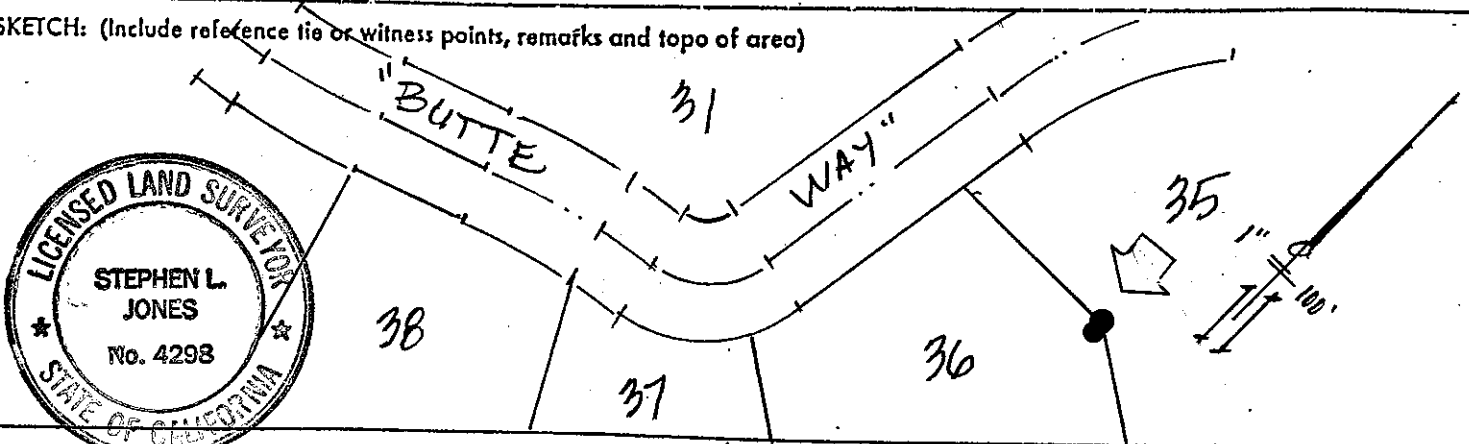 SKETCH: (Include reference tie or witness points, remarks and topo of area)
"BUTTE WAY"
31
35
1"
100'
LICENSED LAND SURVEYOR
STEPHEN L.
JONES
No. 4298
STATE OF CALIFORNIA
38
37
36